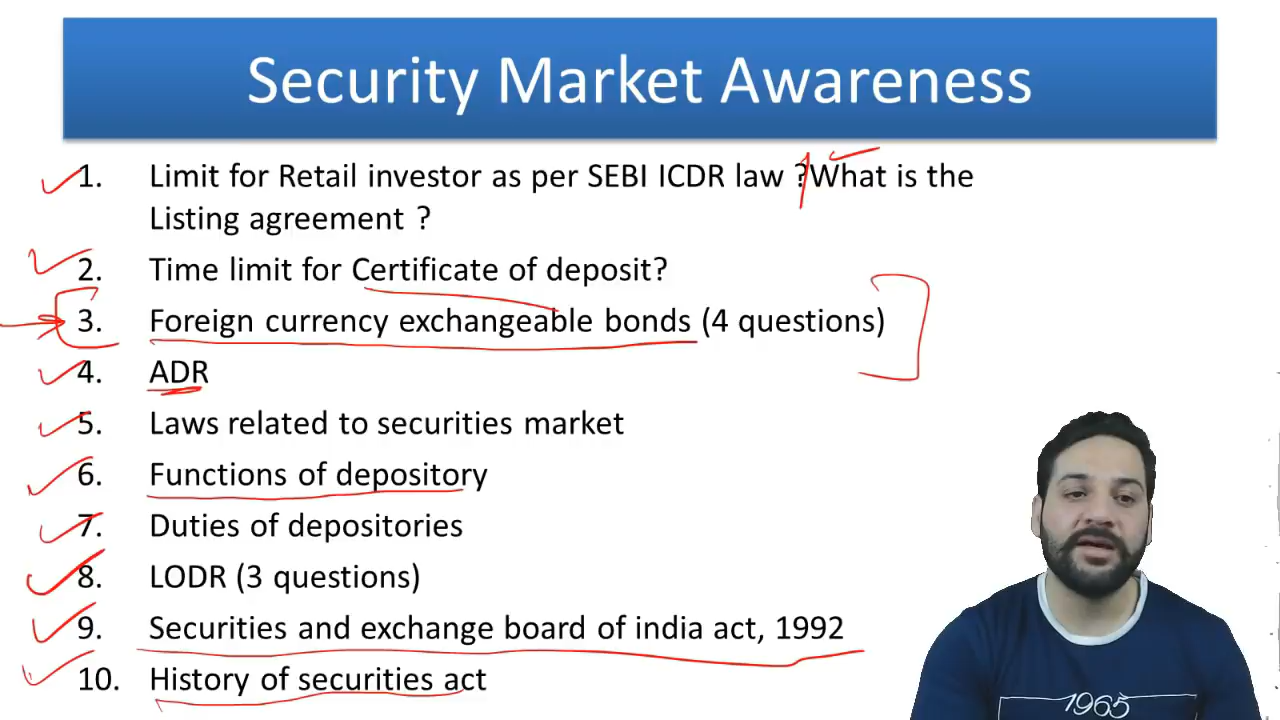 Security Market Awareness
1. Limit for Retail investor as per SEBI ICDR law ?What is the
Listing agreement ?
2. Time limit for Certificate of deposit?
3. Foreign currency exchangeable bonds (4 questions)
4. ADR
5. Laws related to securities market
6. Functions of depository
7. Duties of depositories
8. LODR (3 questions)
9. Securities and exchange board of india act, 1992
10. History of securities act
1965